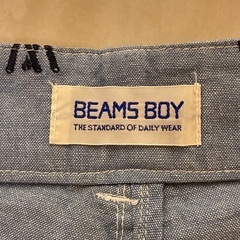 BEAMS BOY
THE STANDARD OF DAILY WEAR